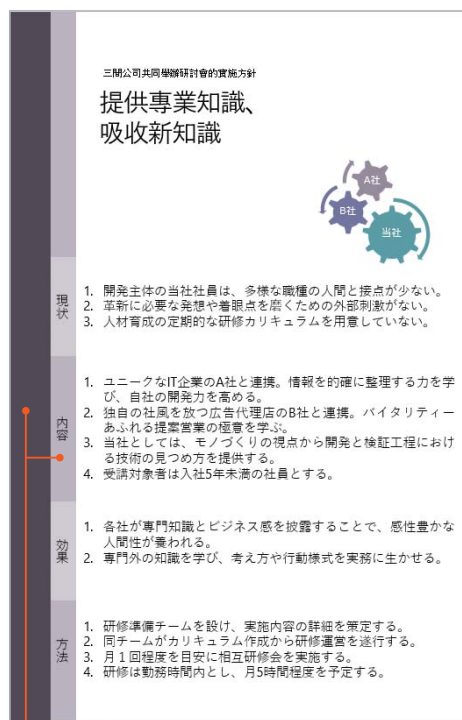 三間公司共同舉辦研討會的實施方針
提供專業知識、
吸收新知識
A社
B社
当社
現状
1. 開発主体の当社社員は、多様な職種の人間と接点が少ない。
2. 革新に必要な発想や着眼点を磨くための外部刺激がない。
3. 人材育成の定期的な研修カリキュラムを用意していない。
内容
1. ユニークなIT企業のA社と連携。情報を的確に整理する力を学
び、自社の開発力を高める。
2. 独自の社風を放つ広告代理店のB社と連携。バイタリティー
あふれる提案営業の極意を学ぶ。
3. 当社としては、モノづくりの視点から開発と検証工程におけ
る技術の見つめ方を提供する。
4. 受講対象者は入社5年未満の社員とする。
効果
1. 各社が専門知識とビジネス感を披露することで、感性豊かな
人間性が養われる。
2. 専門外の知識を学び、考え方や行動様式を実務に生かせる。
方法
1. 研修準備チームを設け、実施内容の詳細を策定する。
2. 同チームがカリキュラム作成から研修運営を遂行する。
3. 月１回程度を目安に相互研修会を実施する。
4. 研修は勤務時間内とし、月5時間程度を予定する。